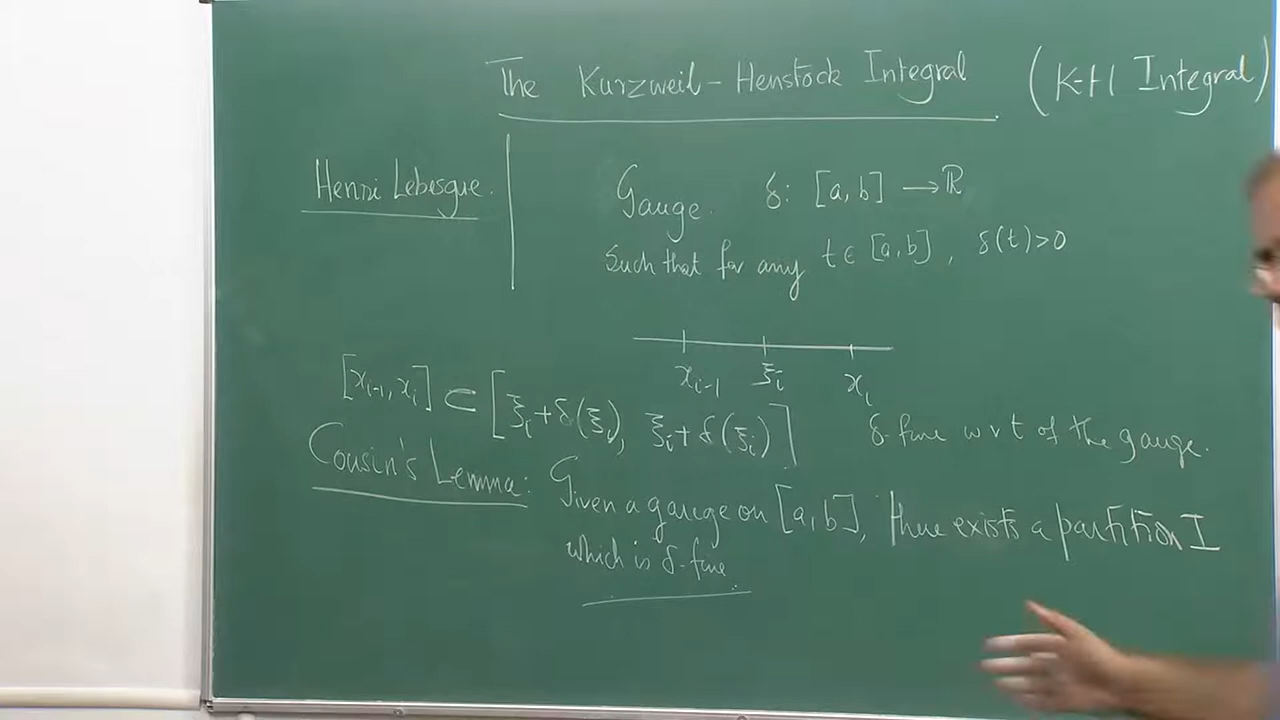 The Kurzweil-Henstock Integral (K-H Integral)
Henri Lebesgue.
Gauge. δ: [a, b] → ℝ
Such that for any t ∈ [a, b], δ(t) > 0
x_{i-1} ξ_i x_i
[x_{i-1}, x_i] ⊂ [ξ_i + δ(ξ_i), ξ_i + δ(ξ_i)]
δ-fine w r t of the gauge.
Cousin's Lemma: Given a gauge on [a, b], there exists a partition I
which is δ-fine